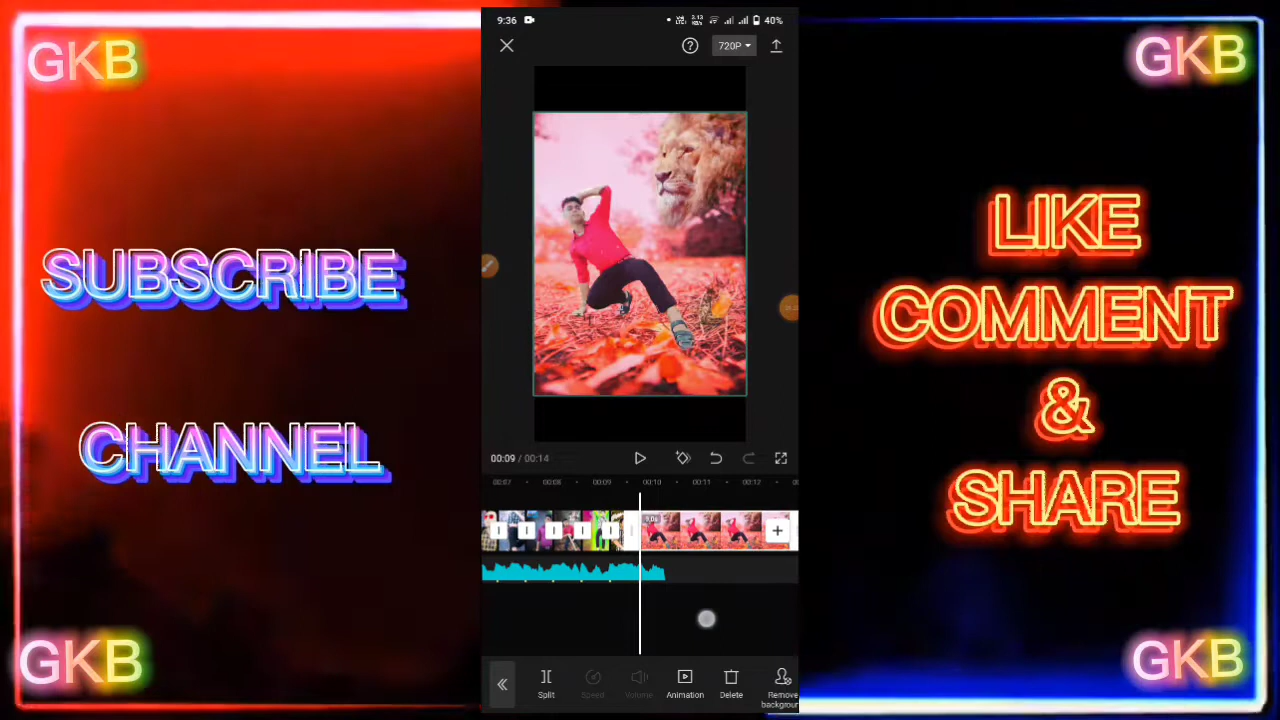 GKB
GKB
9:36
40%
720P
SUBSCRIBE
CHANNEL
LIKE
COMMENT
&
SHARE
00:09 / 00:14
00:07
00:08
00:09
00:10
00:11
00:12
+
Split
Speed
Volume
Animation
Delete
Remove
backgroun
GKB
GKB